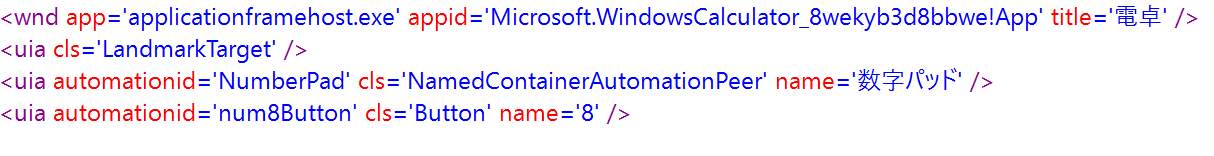 <wnd app='applicationframehost.exe' appid='Microsoft.WindowsCalculator_8wekyb3d8bbwe!App' title='電卓' />
<uia cls='LandmarkTarget' />
<uia automationid='NumberPad' cls='NamedContainerAutomationPeer' name='数字パッド' />
<uia automationid='num8Button' cls='Button' name='8' />